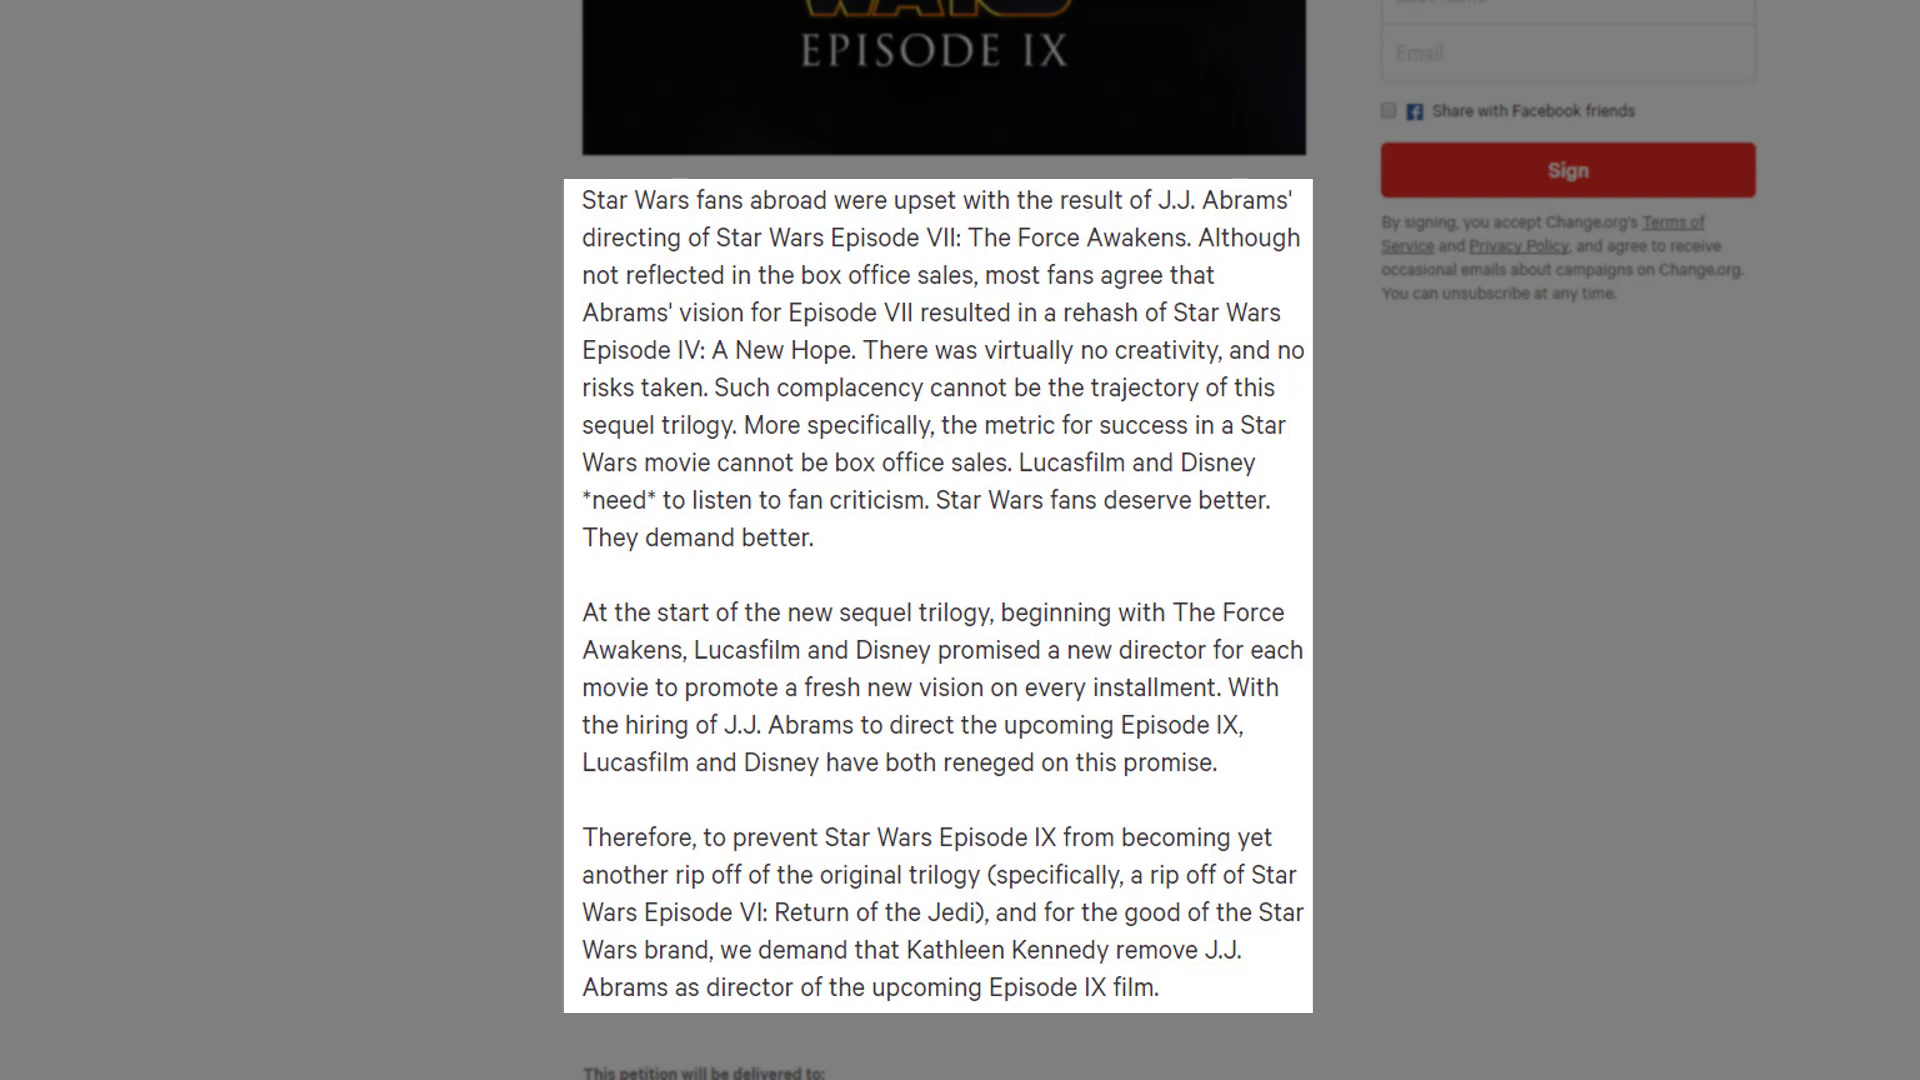 WARS
EPISODE IX
Email
Share with Facebook friends
Sign
By signing, you accept Change.org's Terms of
Service and Privacy Policy, and agree to receive
occasional emails about campaigns on Change.org.
You can unsubscribe at any time.
Star Wars fans abroad were upset with the result of J.J. Abrams'
directing of Star Wars Episode VII: The Force Awakens. Although
not reflected in the box office sales, most fans agree that
Abrams' vision for Episode VII resulted in a rehash of Star Wars
Episode IV: A New Hope. There was virtually no creativity, and no
risks taken. Such complacency cannot be the trajectory of this
sequel trilogy. More specifically, the metric for success in a Star
Wars movie cannot be box office sales. Lucasfilm and Disney
*need* to listen to fan criticism. Star Wars fans deserve better.
They demand better.
At the start of the new sequel trilogy, beginning with The Force
Awakens, Lucasfilm and Disney promised a new director for each
movie to promote a fresh new vision on every installment. With
the hiring of J.J. Abrams to direct the upcoming Episode IX,
Lucasfilm and Disney have both reneged on this promise.
Therefore, to prevent Star Wars Episode IX from becoming yet
another rip off of the original trilogy (specifically, a rip off of Star
Wars Episode VI: Return of the Jedi), and for the good of the Star
Wars brand, we demand that Kathleen Kennedy remove J.J.
Abrams as director of the upcoming Episode IX film.
This petition will be delivered to: